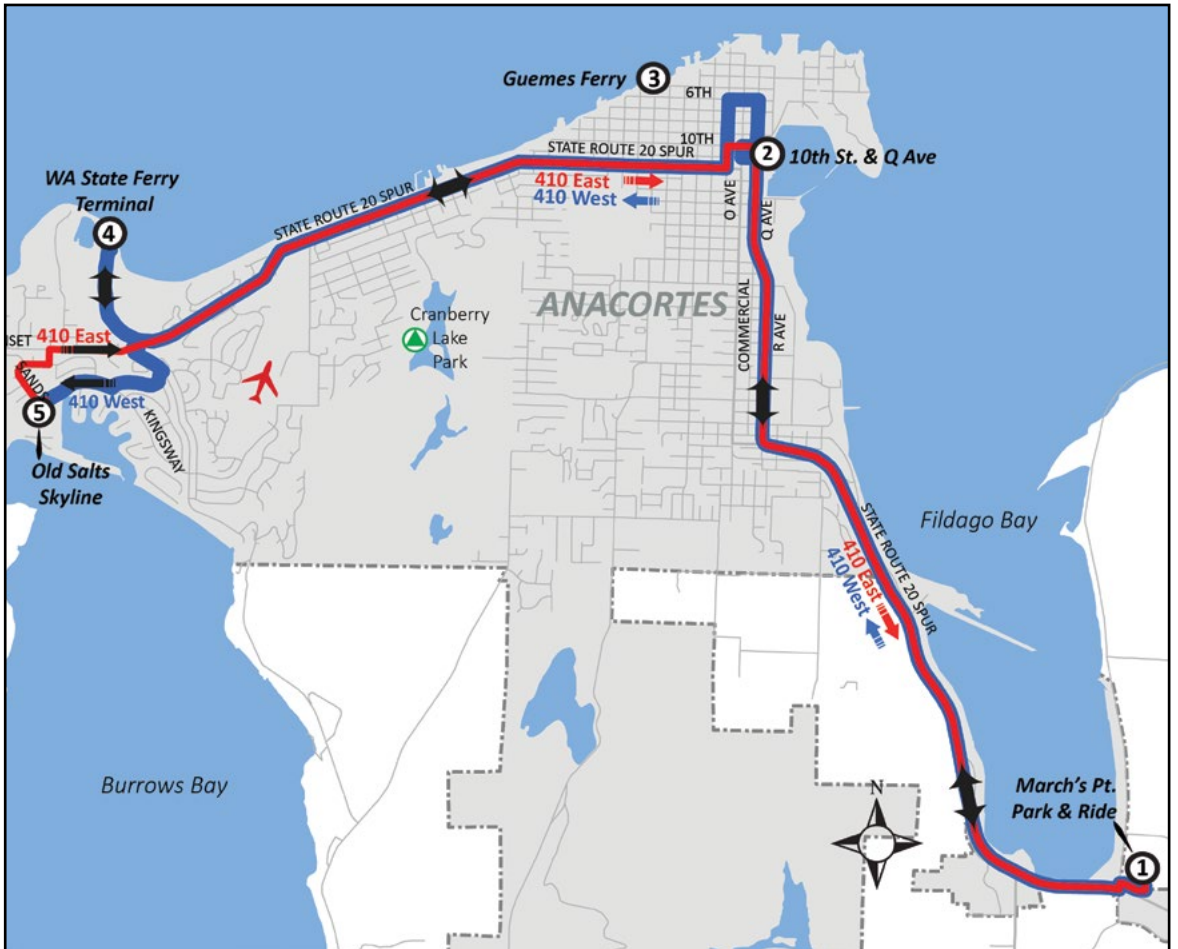 Guemes Ferry
3
6TH
10TH
STATE ROUTE 20 SPUR
2
10th St. & Q Ave
410 East
410 West
WA State Ferry
Terminal
4
STATE ROUTE 20 SPUR
O AVE
Q AVE
ANACORTES
Cranberry
Lake
Park
COMMERCIAL
R AVE
NSET
410 East
SANDS
410 West
5
KINGSWAY
Old Salts
Skyline
Fildago Bay
STATE ROUTE 20 SPUR
410 East
410 West
Burrows Bay
N
March's Pt.
Park & Ride
1